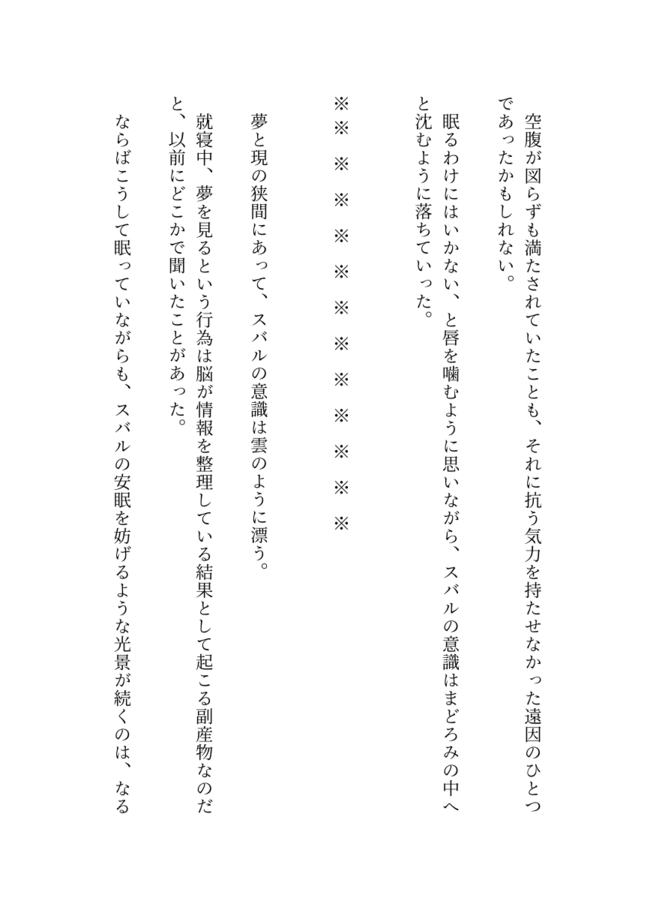 空腹が図らずも満たされていたことも、それに抗う気力を持たせなかった遠因のひとつ
であったかもしれない。
　眠るわけにはいかない、と唇を噛むように思いながら、スバルの意識はまどろみの中へ
と沈むように落ちていった。
※※　※　※　※　※　※　※　※　※　※　※　※
　夢と現の狭間にあって、スバルの意識は雲のように漂う。
　就寝中、夢を見るという行為は脳が情報を整理している結果として起こる副産物なのだ
と、以前にどこかで聞いたことがあった。
　ならばこうして眠っていながらも、スバルの安眠を妨げるような光景が続くのは、なる